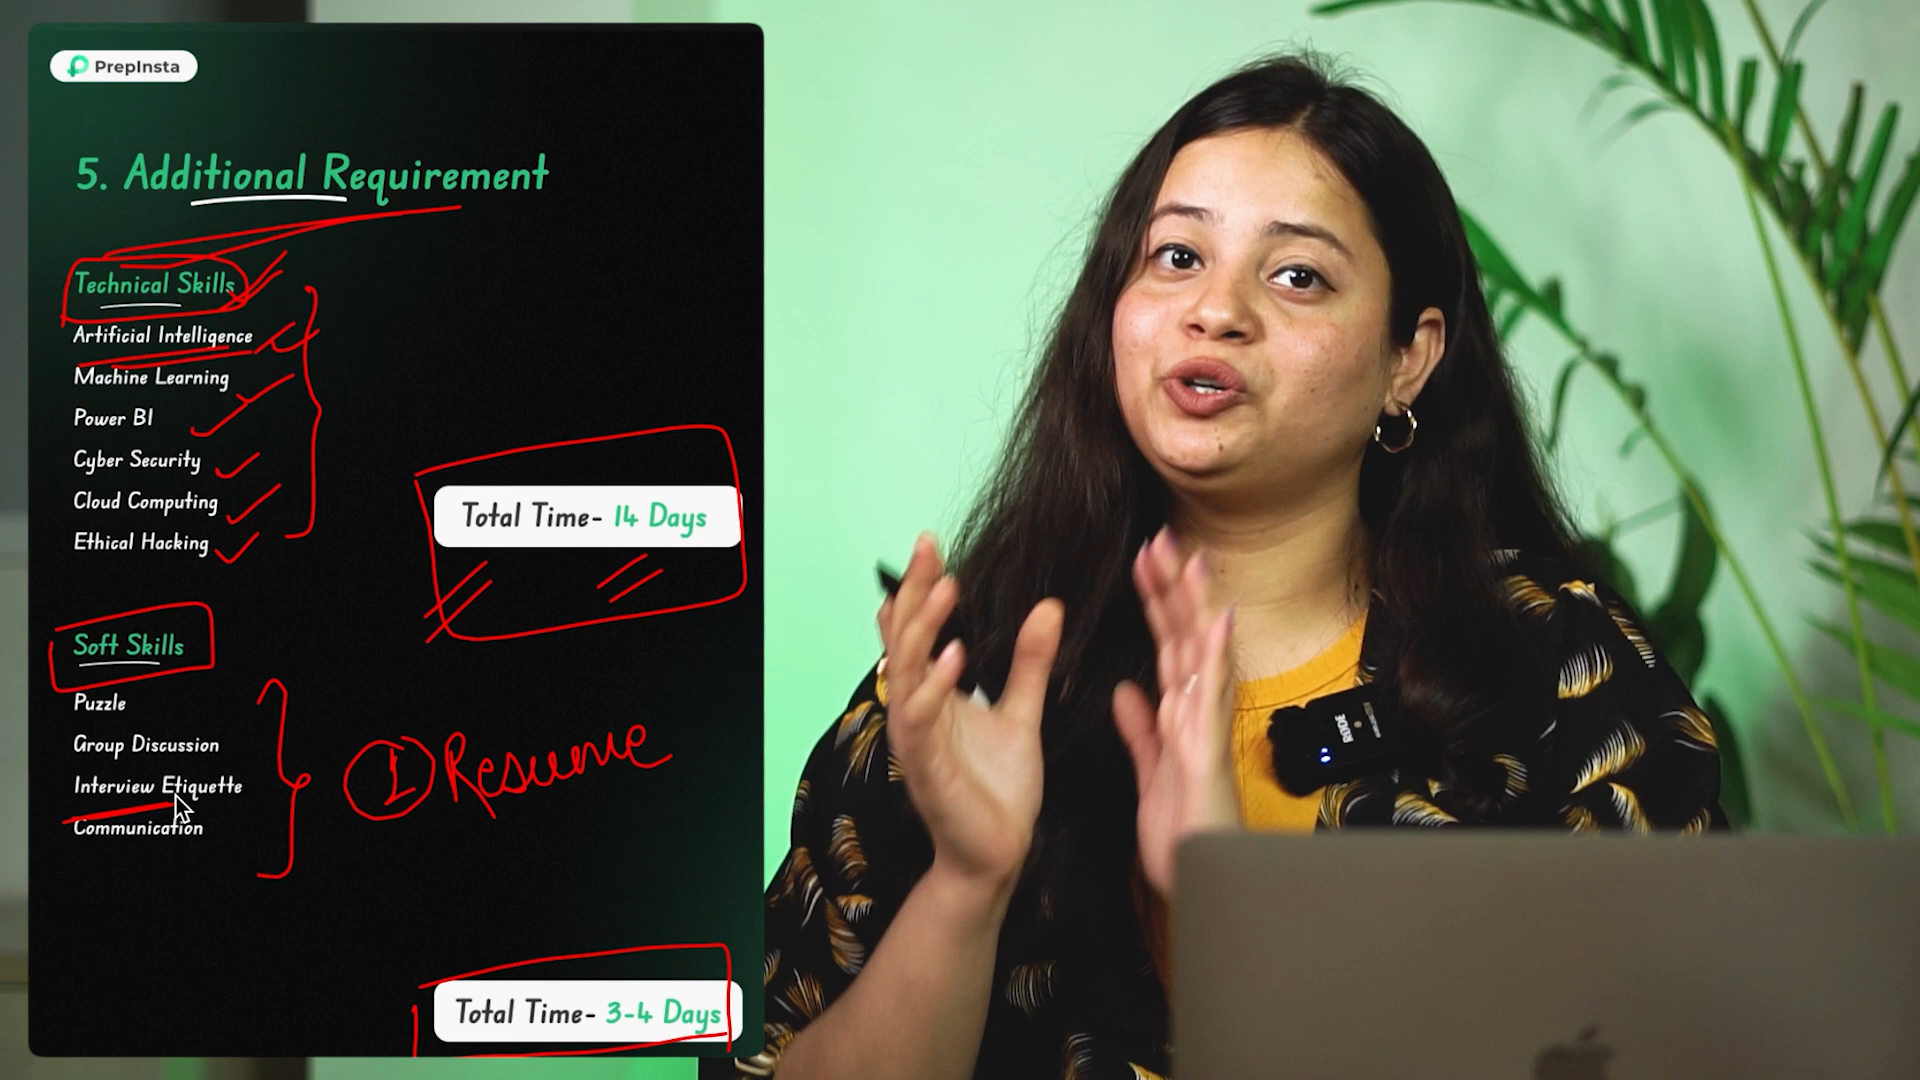 PrepInsta
5. Additional Requirement
Technical Skills
Artificial Intelligence
Machine Learning
Power BI
Cyber Security
Cloud Computing
Ethical Hacking
Total Time- 14 Days
Soft Skills
Puzzle
Group Discussion
Interview Etiquette
Communication
1 Resume
Total Time- 3-4 Days
RODE